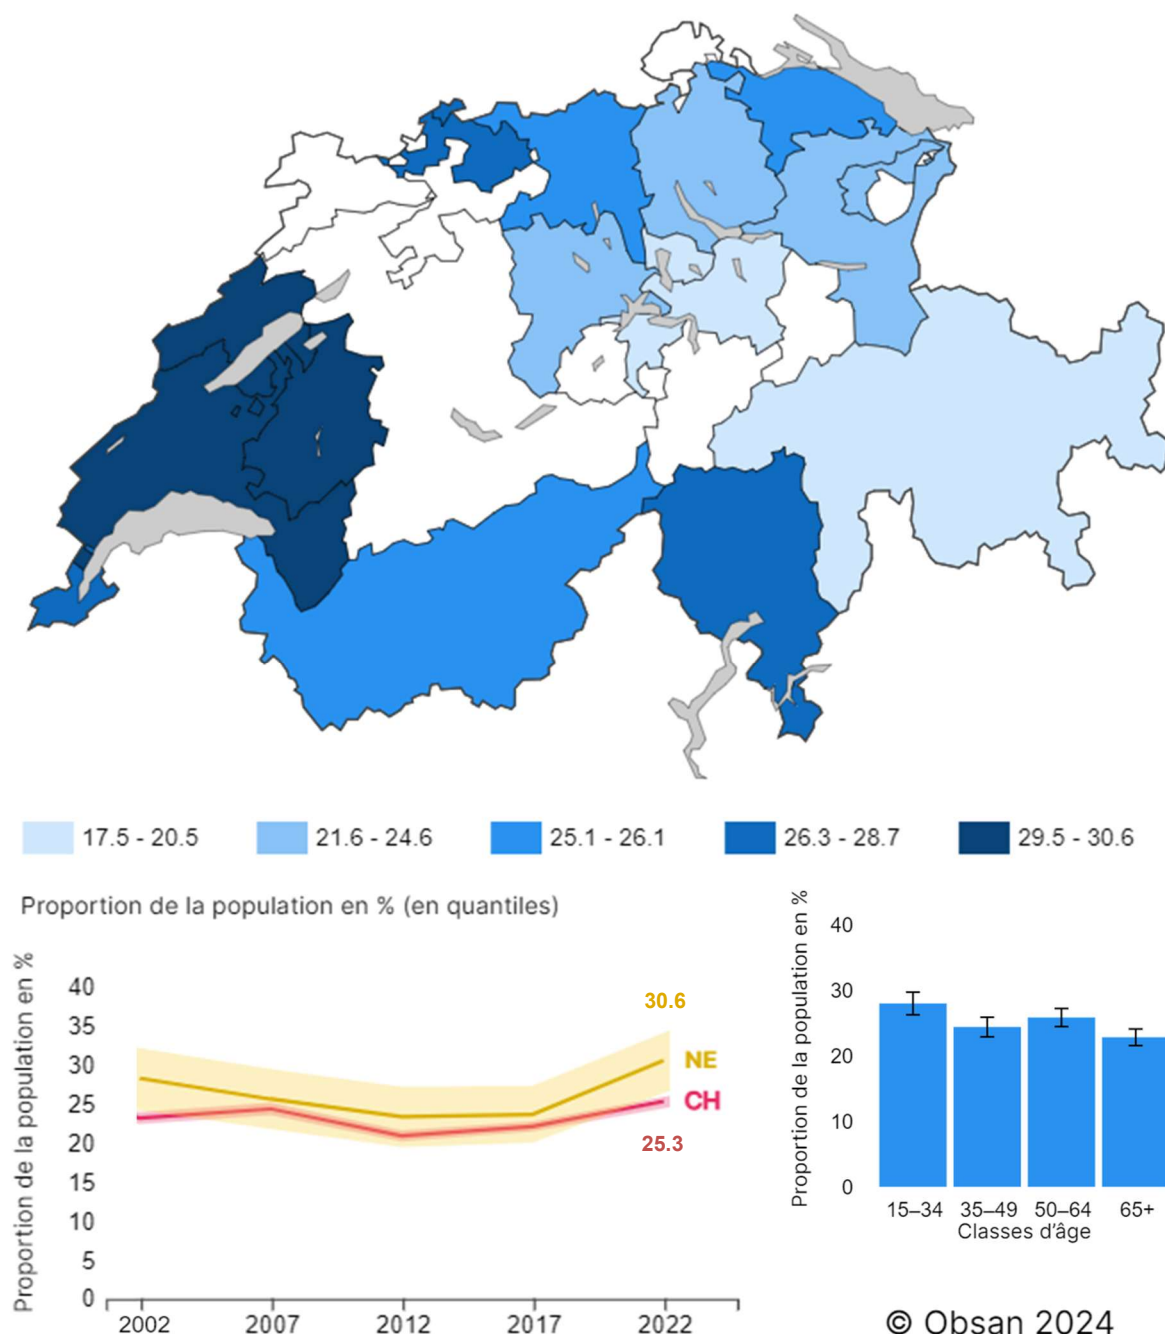 17.5 - 20.5 21.6 - 24.6 25.1 - 26.1 26.3 - 28.7 29.5 - 30.6
Proportion de la population en % (en quantiles)
Proportion de la population en %
40
35
30
25
20
15
10
5
0
30.6
NE
CH
25.3
2002 2007 2012 2017 2022
Proportion de la population en %
40
30
20
10
0
15–34 35–49 50–64 65+
Classes d'âge
© Obsan 2024